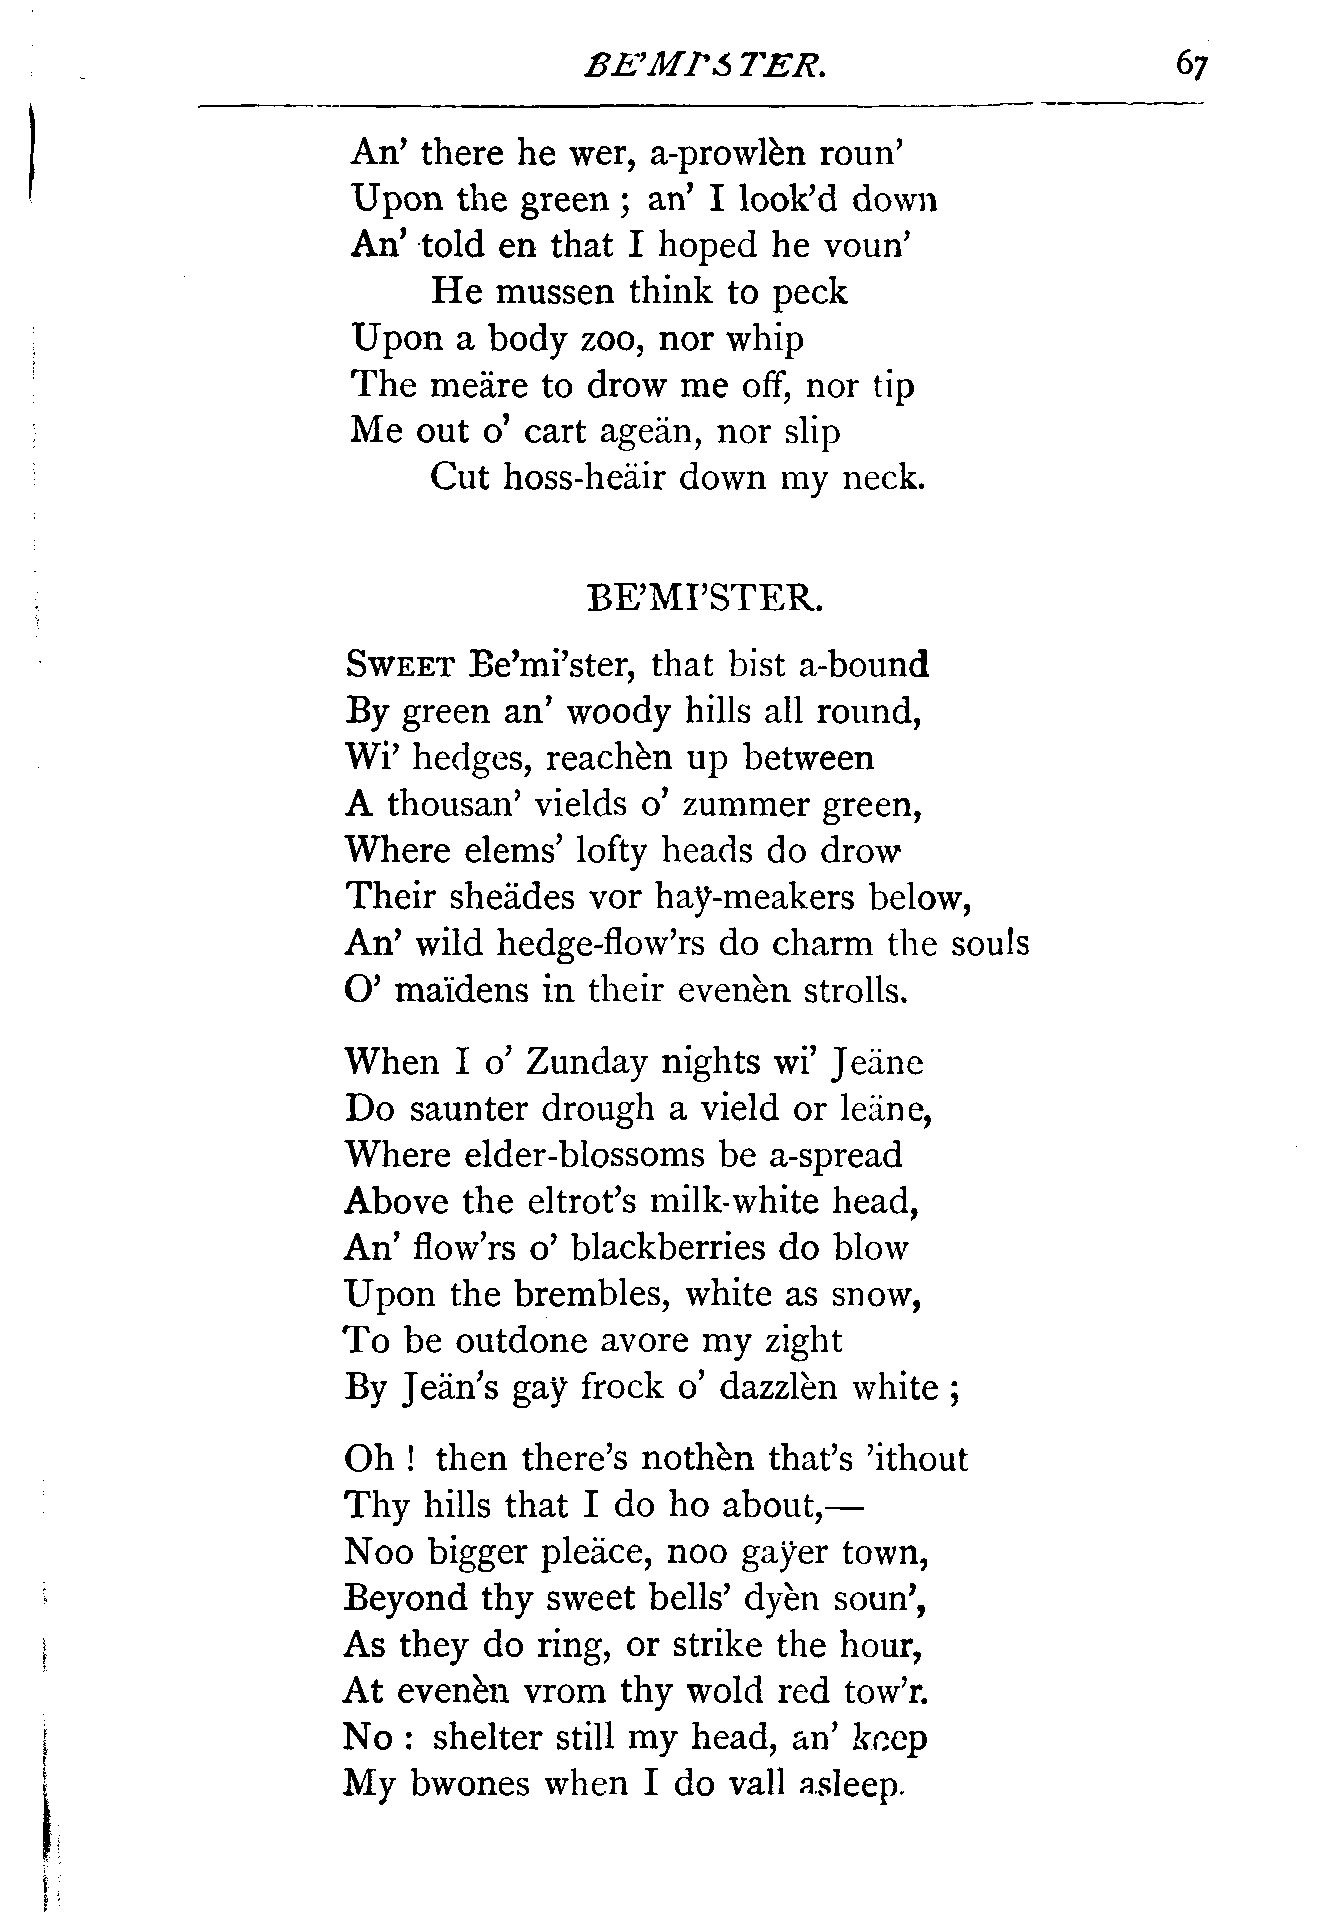 BE'MI'STER. 67
An' there he wer, a-prowlèn roun'
Upon the green ; an' I look'd down
An' told en that I hoped he voun'
He mussen think to peck
Upon a body zoo, nor whip
The meäre to drow me off, nor tip
Me out o' cart ageän, nor slip
Cut hoss-heäir down my neck.
BE'MI'STER.
SWEET Be'mi'ster, that bist a-bound
By green an' woody hills all round,
Wi' hedges, reachèn up between
A thousan' vields o' zummer green,
Where elems' lofty heads do drow
Their sheädes vor haÿ-meakers below,
An' wild hedge-flow'rs do charm the souls
O' maïdens in their evenèn strolls.
When I o' Zunday nights wi' Jeäne
Do saunter drough a vield or leäne,
Where elder-blossoms be a-spread
Above the eltrot's milk-white head,
An' flow'rs o' blackberries do blow
Upon the brembles, white as snow,
To be outdone avore my zight
By Jeän's gaÿ frock o' dazzlèn white ;
Oh ! then there's nothèn that's 'ithout
Thy hills that I do ho about,—
Noo bigger pleäce, noo gaÿer town,
Beyond thy sweet bells' dyèn soun',
As they do ring, or strike the hour,
At evenèn vrom thy wold red tow'r.
No : shelter still my head, an' keep
My bwones when I do vall asleep.